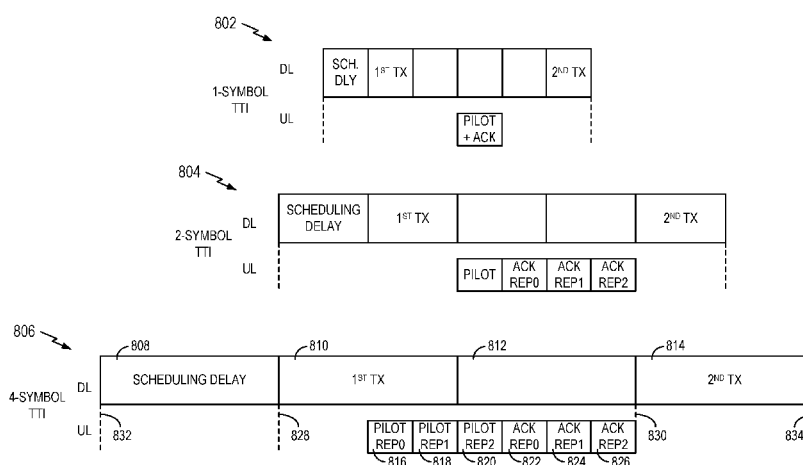 802
DL
SCH.
DLY
1ST TX
2ND TX
1-SYMBOL
TTI
UL
PILOT
+ ACK
804
DL
SCHEDULING
DELAY
1ST TX
2ND TX
2-SYMBOL
TTI
UL
PILOT
ACK
REP0
ACK
REP1
ACK
REP2
806
808
810
812
814
DL
SCHEDULING DELAY
1ST TX
2ND TX
4-SYMBOL
TTI
UL
832
828
PILOT
REP0
PILOT
REP1
PILOT
REP2
ACK
REP0
ACK
REP1
ACK
REP2
830
834
816
818
820
822
824
826